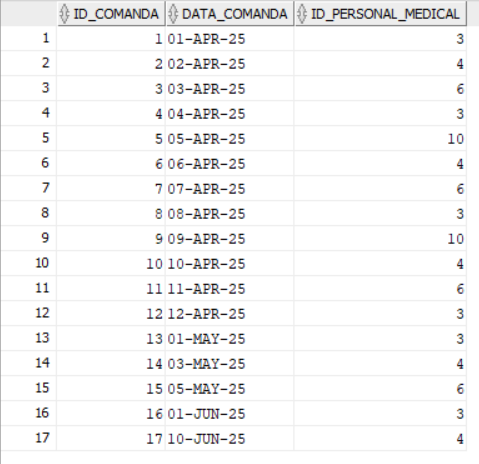 ID_COMANDA DATA_COMANDA ID_PERSONAL_MEDICAL
1 1 01-APR-25 3
2 2 02-APR-25 4
3 3 03-APR-25 6
4 4 04-APR-25 3
5 5 05-APR-25 10
6 6 06-APR-25 4
7 7 07-APR-25 6
8 8 08-APR-25 3
9 9 09-APR-25 10
10 10 10-APR-25 4
11 11 11-APR-25 6
12 12 12-APR-25 3
13 13 01-MAY-25 3
14 14 03-MAY-25 4
15 15 05-MAY-25 6
16 16 01-JUN-25 3
17 17 10-JUN-25 4